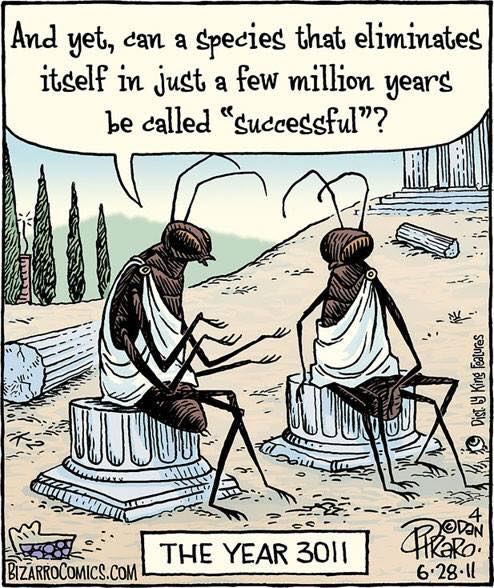 And yet, can a species that eliminates
itself in just a few million years
be called "successful"?
Dist. by King Features
THE YEAR 3011
BIZARROCOMICS.COM
4
©DAN
PIRARO.
6·28·11